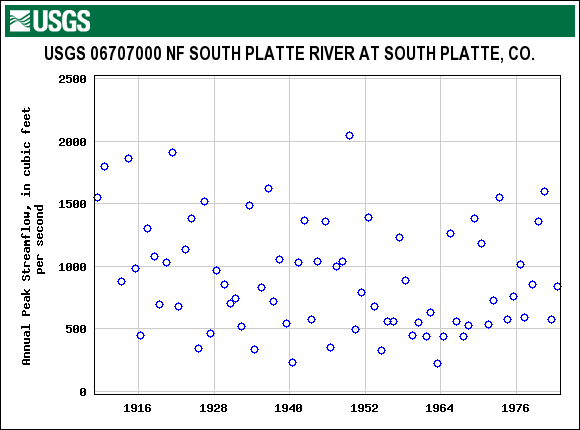 USGS
USGS 06707000 NF SOUTH PLATTE RIVER AT SOUTH PLATTE, CO.
Annual Peak Streamflow, in cubic feet
per second
2500
2000
1500
1000
500
0
1916 1928 1940 1952 1964 1976